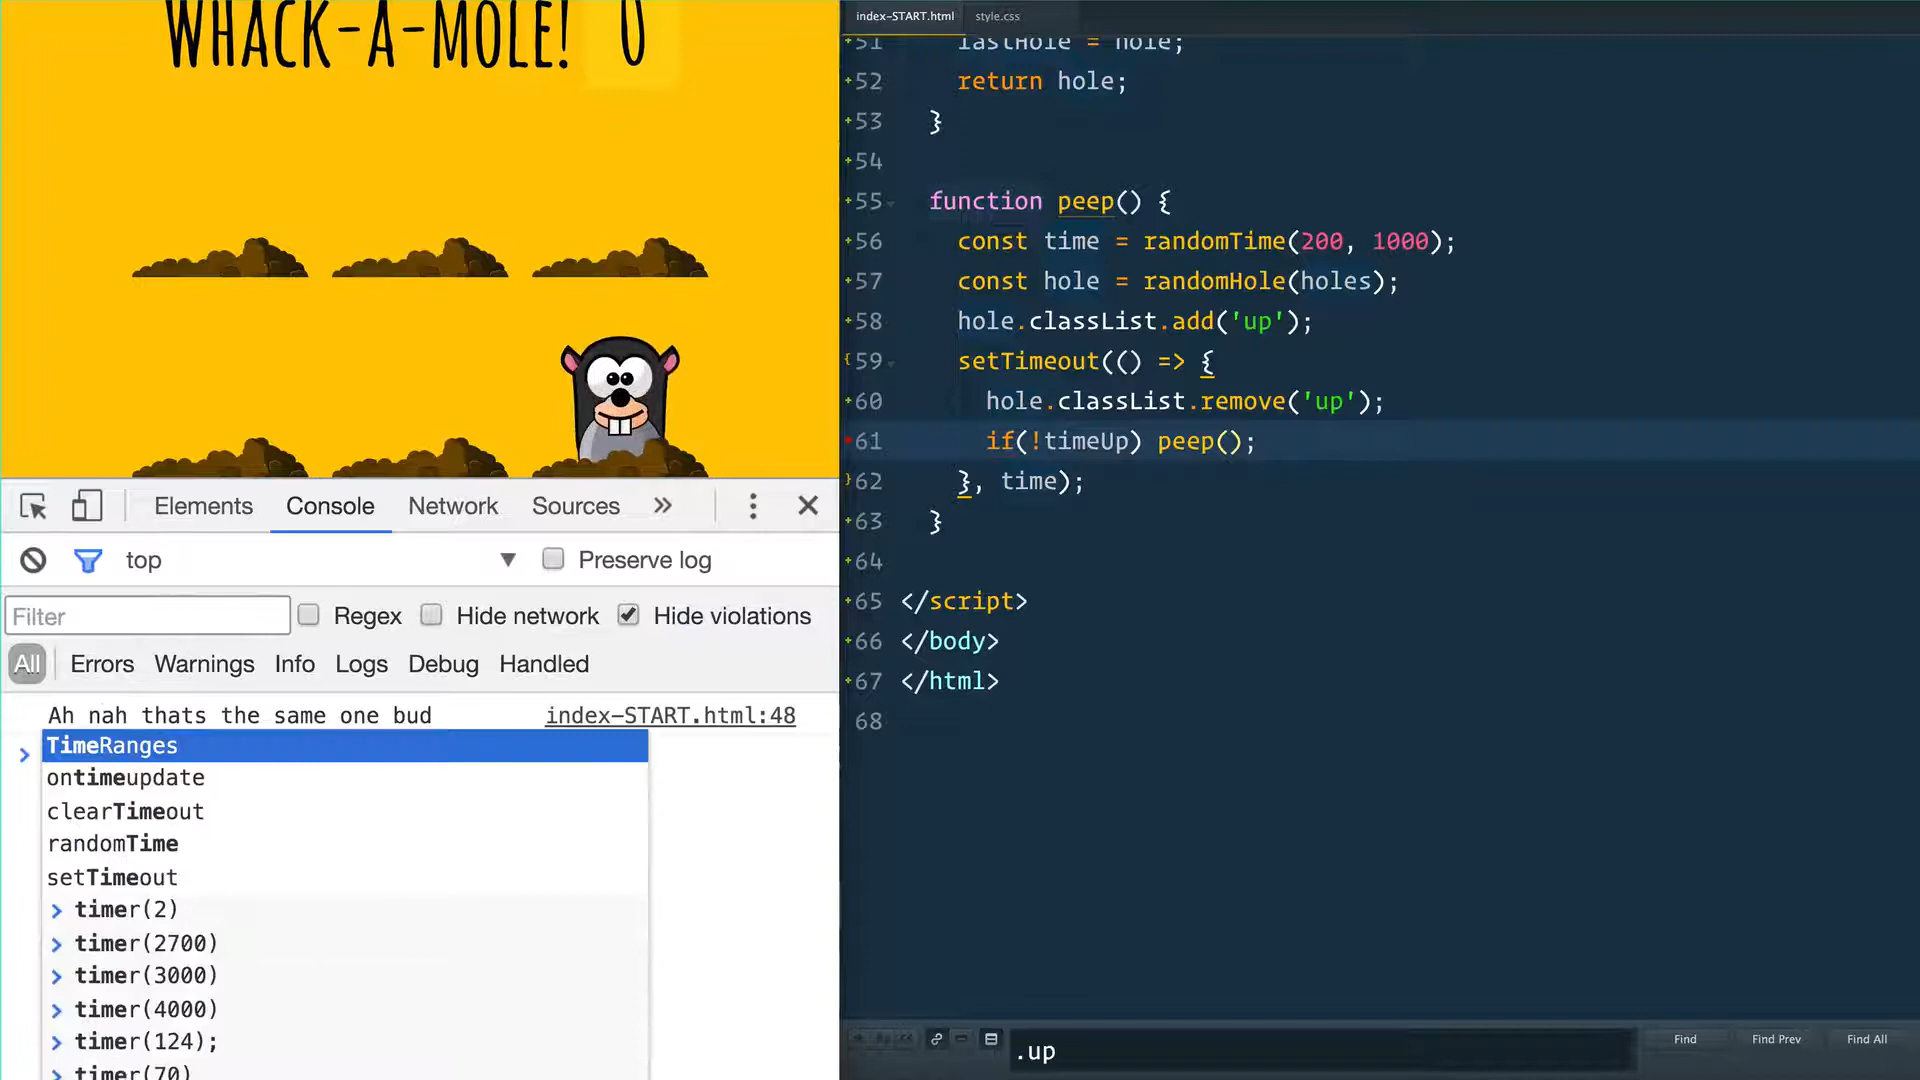 WHACK-A-MOLE! 0
Elements Console Network Sources »
top Preserve log
Filter Regex Hide network Hide violations
All Errors Warnings Info Logs Debug Handled
Ah nah thats the same one bud index-START.html:48
> TimeRanges
ontimeupdate
clearTimeout
randomTime
setTimeout
> timer(2)
> timer(2700)
> timer(3000)
> timer(4000)
> timer(124);
> timer(70)
index-START.html style.css
51 lastHole = hole;
52 return hole;
53 }
54
55 function peep() {
56 const time = randomTime(200, 1000);
57 const hole = randomHole(holes);
58 hole.classList.add('up');
59 setTimeout(() => {
60 hole.classList.remove('up');
61 if(!timeUp) peep();
62 }, time);
63 }
64
65 </script>
66 </body>
67 </html>
68
.up Find Find Prev Find All